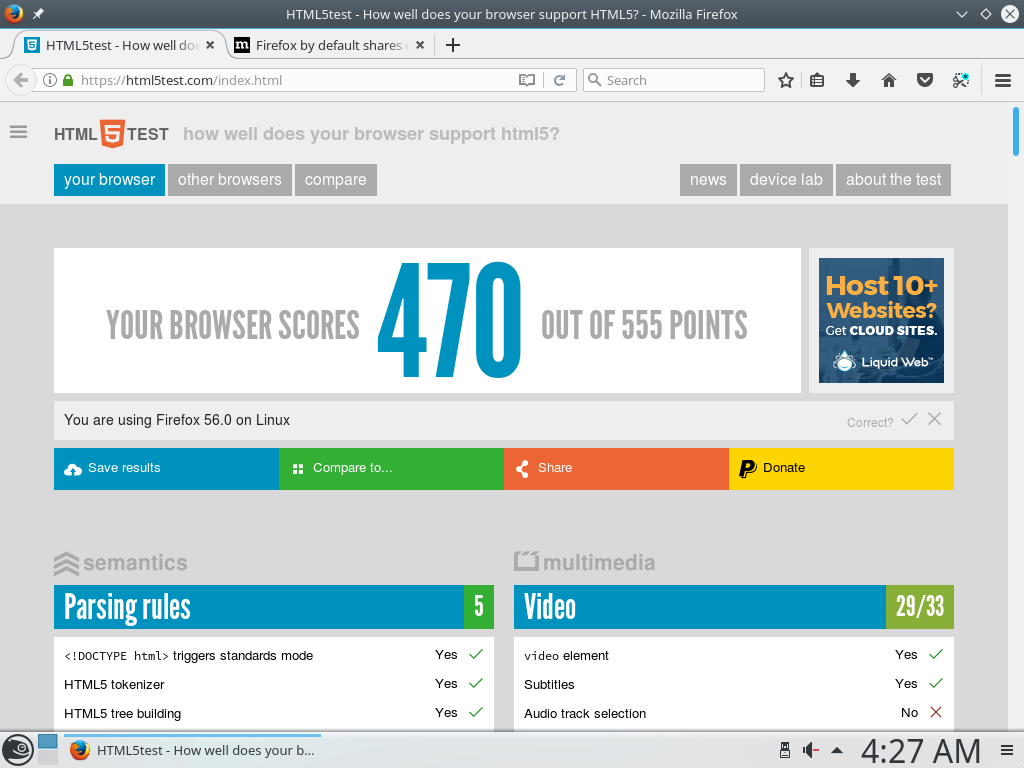 HTML5test - How well does your browser support HTML5? - Mozilla Firefox
HTML5test - How well doe
Firefox by default shares
https://html5test.com/index.html
Search
HTML 5 TEST how well does your browser support html5?
your browser other browsers compare news device lab about the test
YOUR BROWSER SCORES 470 OUT OF 555 POINTS
Host 10+
Websites?
Get CLOUD SITES.
Liquid Web™
You are using Firefox 56.0 on Linux
Correct?
Save results Compare to... Share Donate
semantics
Parsing rules 5
<!DOCTYPE html> triggers standards mode Yes
HTML5 tokenizer Yes
HTML5 tree building Yes
multimedia
Video 29/33
video element Yes
Subtitles Yes
Audio track selection No
HTML5test - How well does your b...
4:27 AM